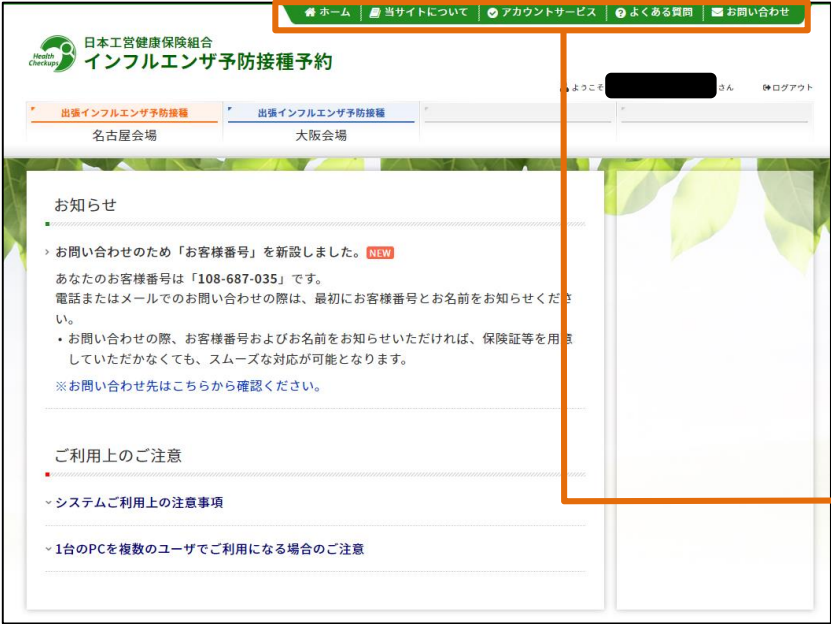 ホーム 当サイトについて アカウントサービス よくある質問 お問い合わせ
Health Checkups
日本工営健康保険組合
インフルエンザ予防接種予約
ようこそ さん ログアウト
出張インフルエンザ予防接種 出張インフルエンザ予防接種
名古屋会場 大阪会場
お知らせ
お問い合わせのため「お客様番号」を新設しました。 NEW
あなたのお客様番号は「108-687-035」です。
電話またはメールでのお問い合わせの際は、最初にお客様番号とお名前をお知らせくださ
い。
・お問い合わせの際、お客様番号およびお名前をお知らせいただければ、保険証等を用意
していただかなくても、スムーズな対応が可能となります。
※お問い合わせ先はこちらから確認ください。
ご利用上のご注意
システムご利用上の注意事項
1台のPCを複数のユーザでご利用になる場合のご注意